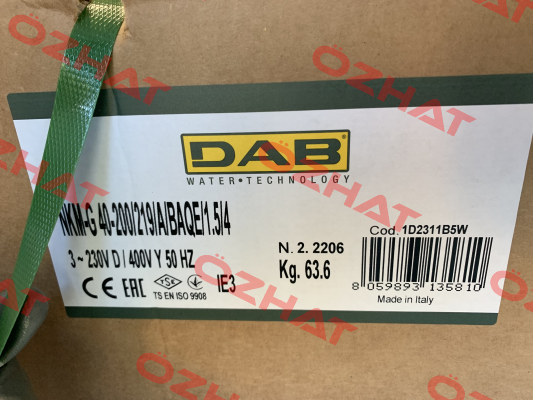 DAB
WATER • TECHNOLOGY
NKM-G 40-200/219/A/BAQE/1.5/4
3 ~ 230V D / 400V Y 50 HZ
CE EAC TSE
TS EN ISO 9908
IE3
N. 2. 2206
Kg. 63.6
Cod. 1D2311B5W
8 059893 135810
Made in Italy
OZHAT
OZHAT
OZHAT
OZHAT
OZHAT
OZHAT
OZHAT